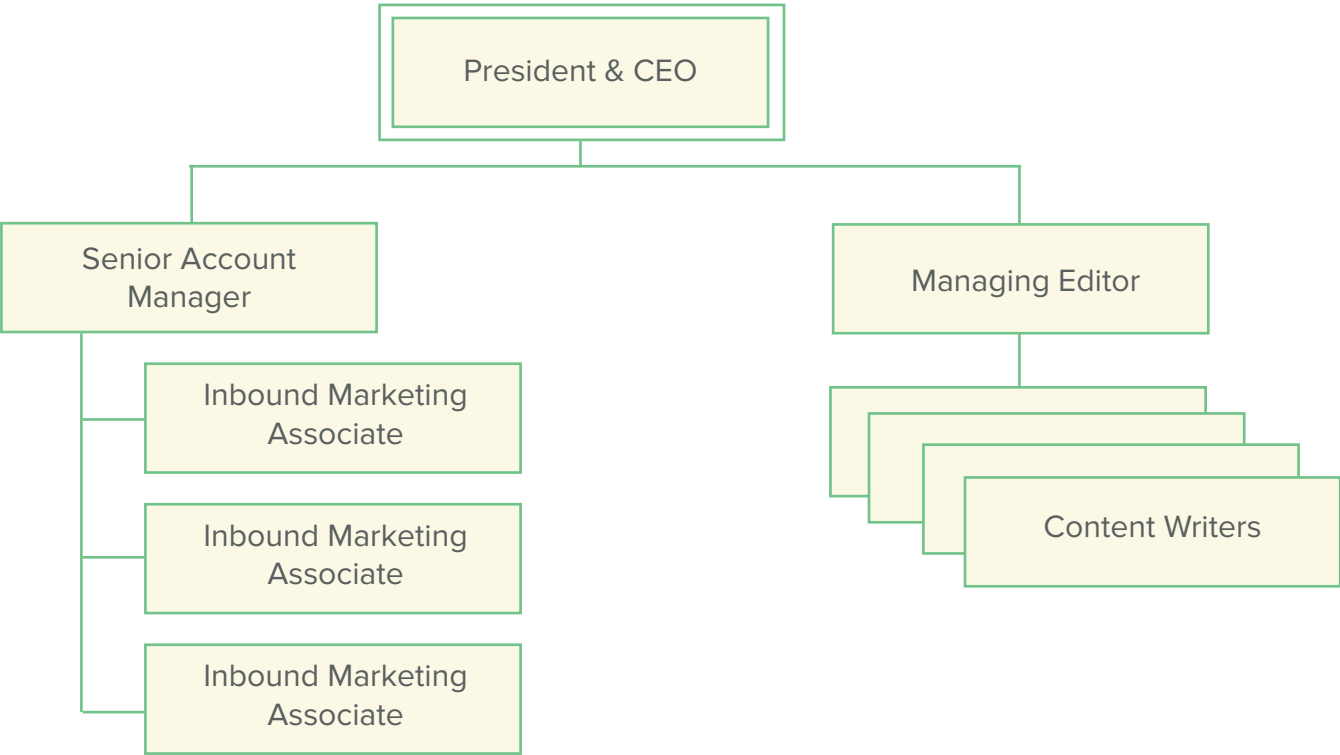 President & CEO
Senior Account
Manager
Managing Editor
Inbound Marketing
Associate
Inbound Marketing
Associate
Inbound Marketing
Associate
Content Writers